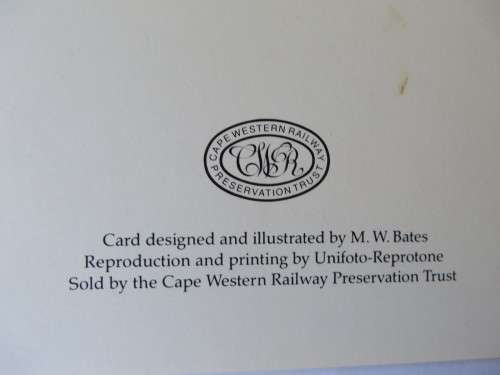 CAPE WESTERN RAILWAY
CWR
PRESERVATION TRUST
Card designed and illustrated by M. W. Bates
Reproduction and printing by Unifoto-Reprotone
Sold by the Cape Western Railway Preservation Trust